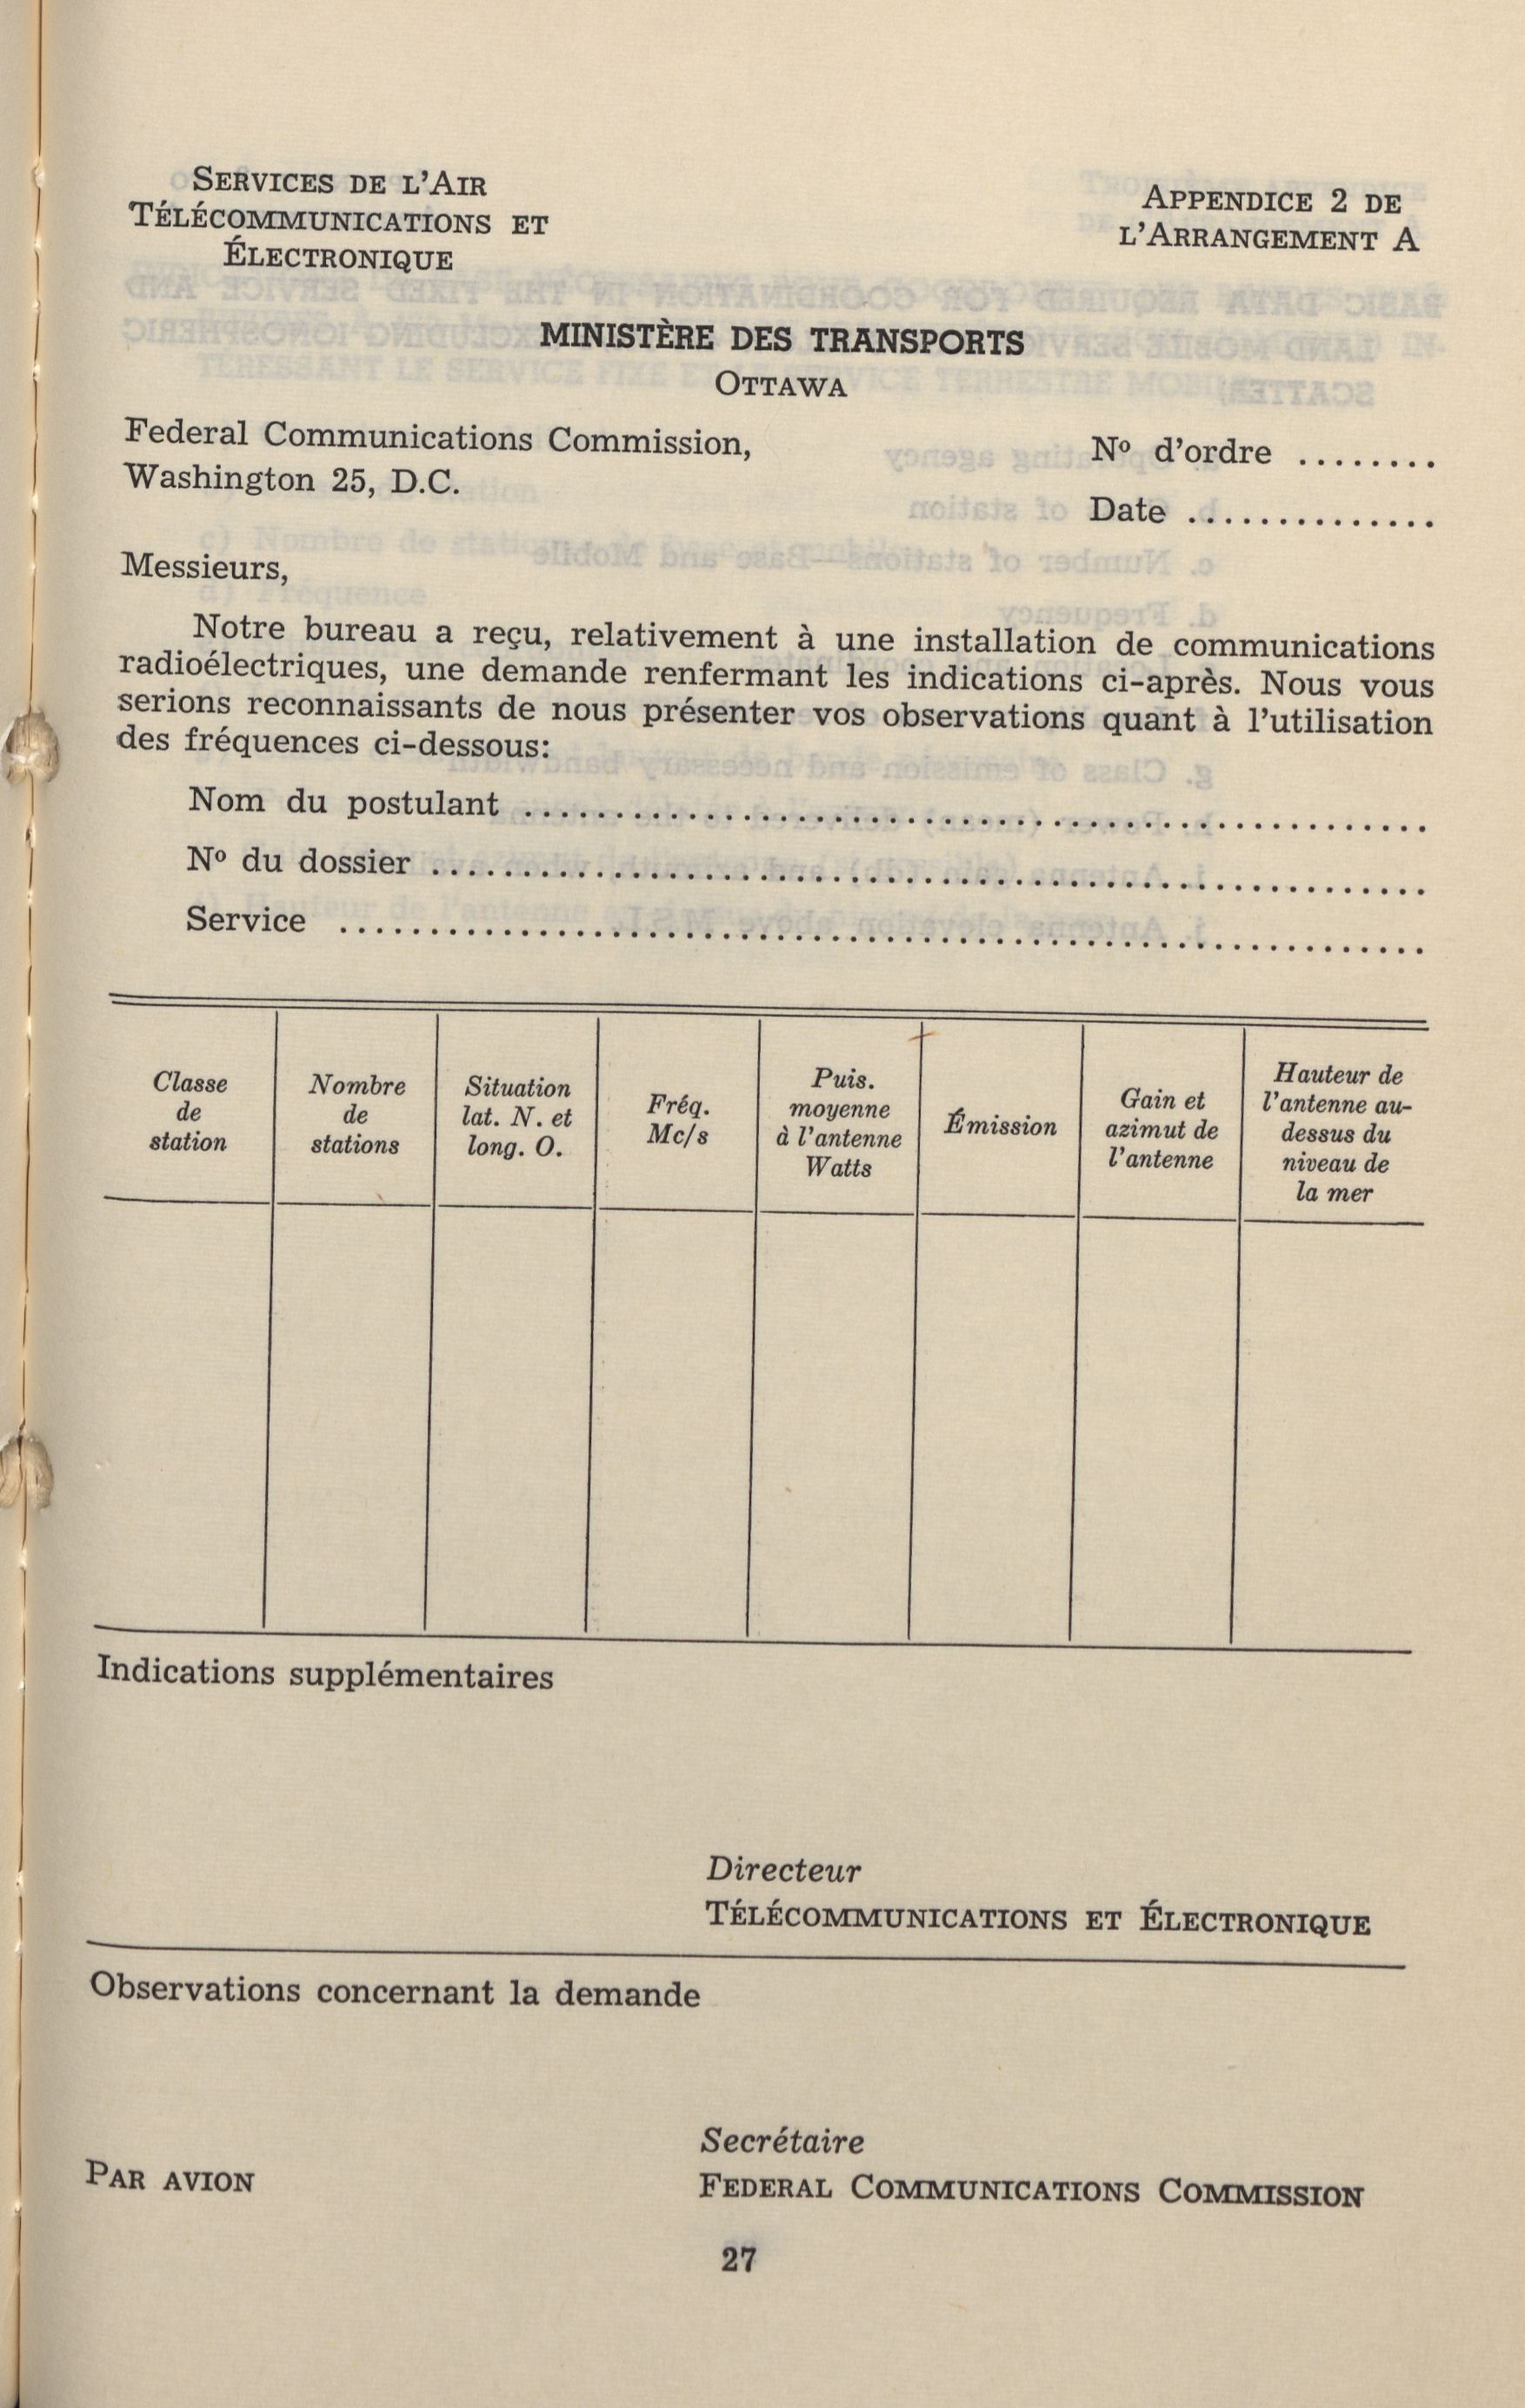 SERVICES DE L'AIR
TÉLÉCOMMUNICATIONS ET
ÉLECTRONIQUE
APPENDICE 2 DE
L'ARRANGEMENT A
MINISTÈRE DES TRANSPORTS
OTTAWA
Federal Communications Commission,
Washington 25, D.C.
Nº d'ordre ........
Date ..............
Messieurs,
Notre bureau a reçu, relativement à une installation de communications
radioélectriques, une demande renfermant les indications ci-après. Nous vous
serions reconnaissants de nous présenter vos observations quant à l'utilisation
des fréquences ci-dessous:
Nom du postulant ..................................................
Nº du dossier .......................................................
Service ............................................................
Classe
de
station
Nombre
de
stations
Situation
lat. N. et
long. O.
Fréq.
Mc/s
Puis.
moyenne
à l'antenne
Watts
Émission
Gain et
azimut de
l'antenne
Hauteur de
l'antenne au-
dessus du
niveau de
la mer
Indications supplémentaires
Directeur
TÉLÉCOMMUNICATIONS ET ÉLECTRONIQUE
Observations concernant la demande
Secrétaire
PAR AVION
FEDERAL COMMUNICATIONS COMMISSION
27